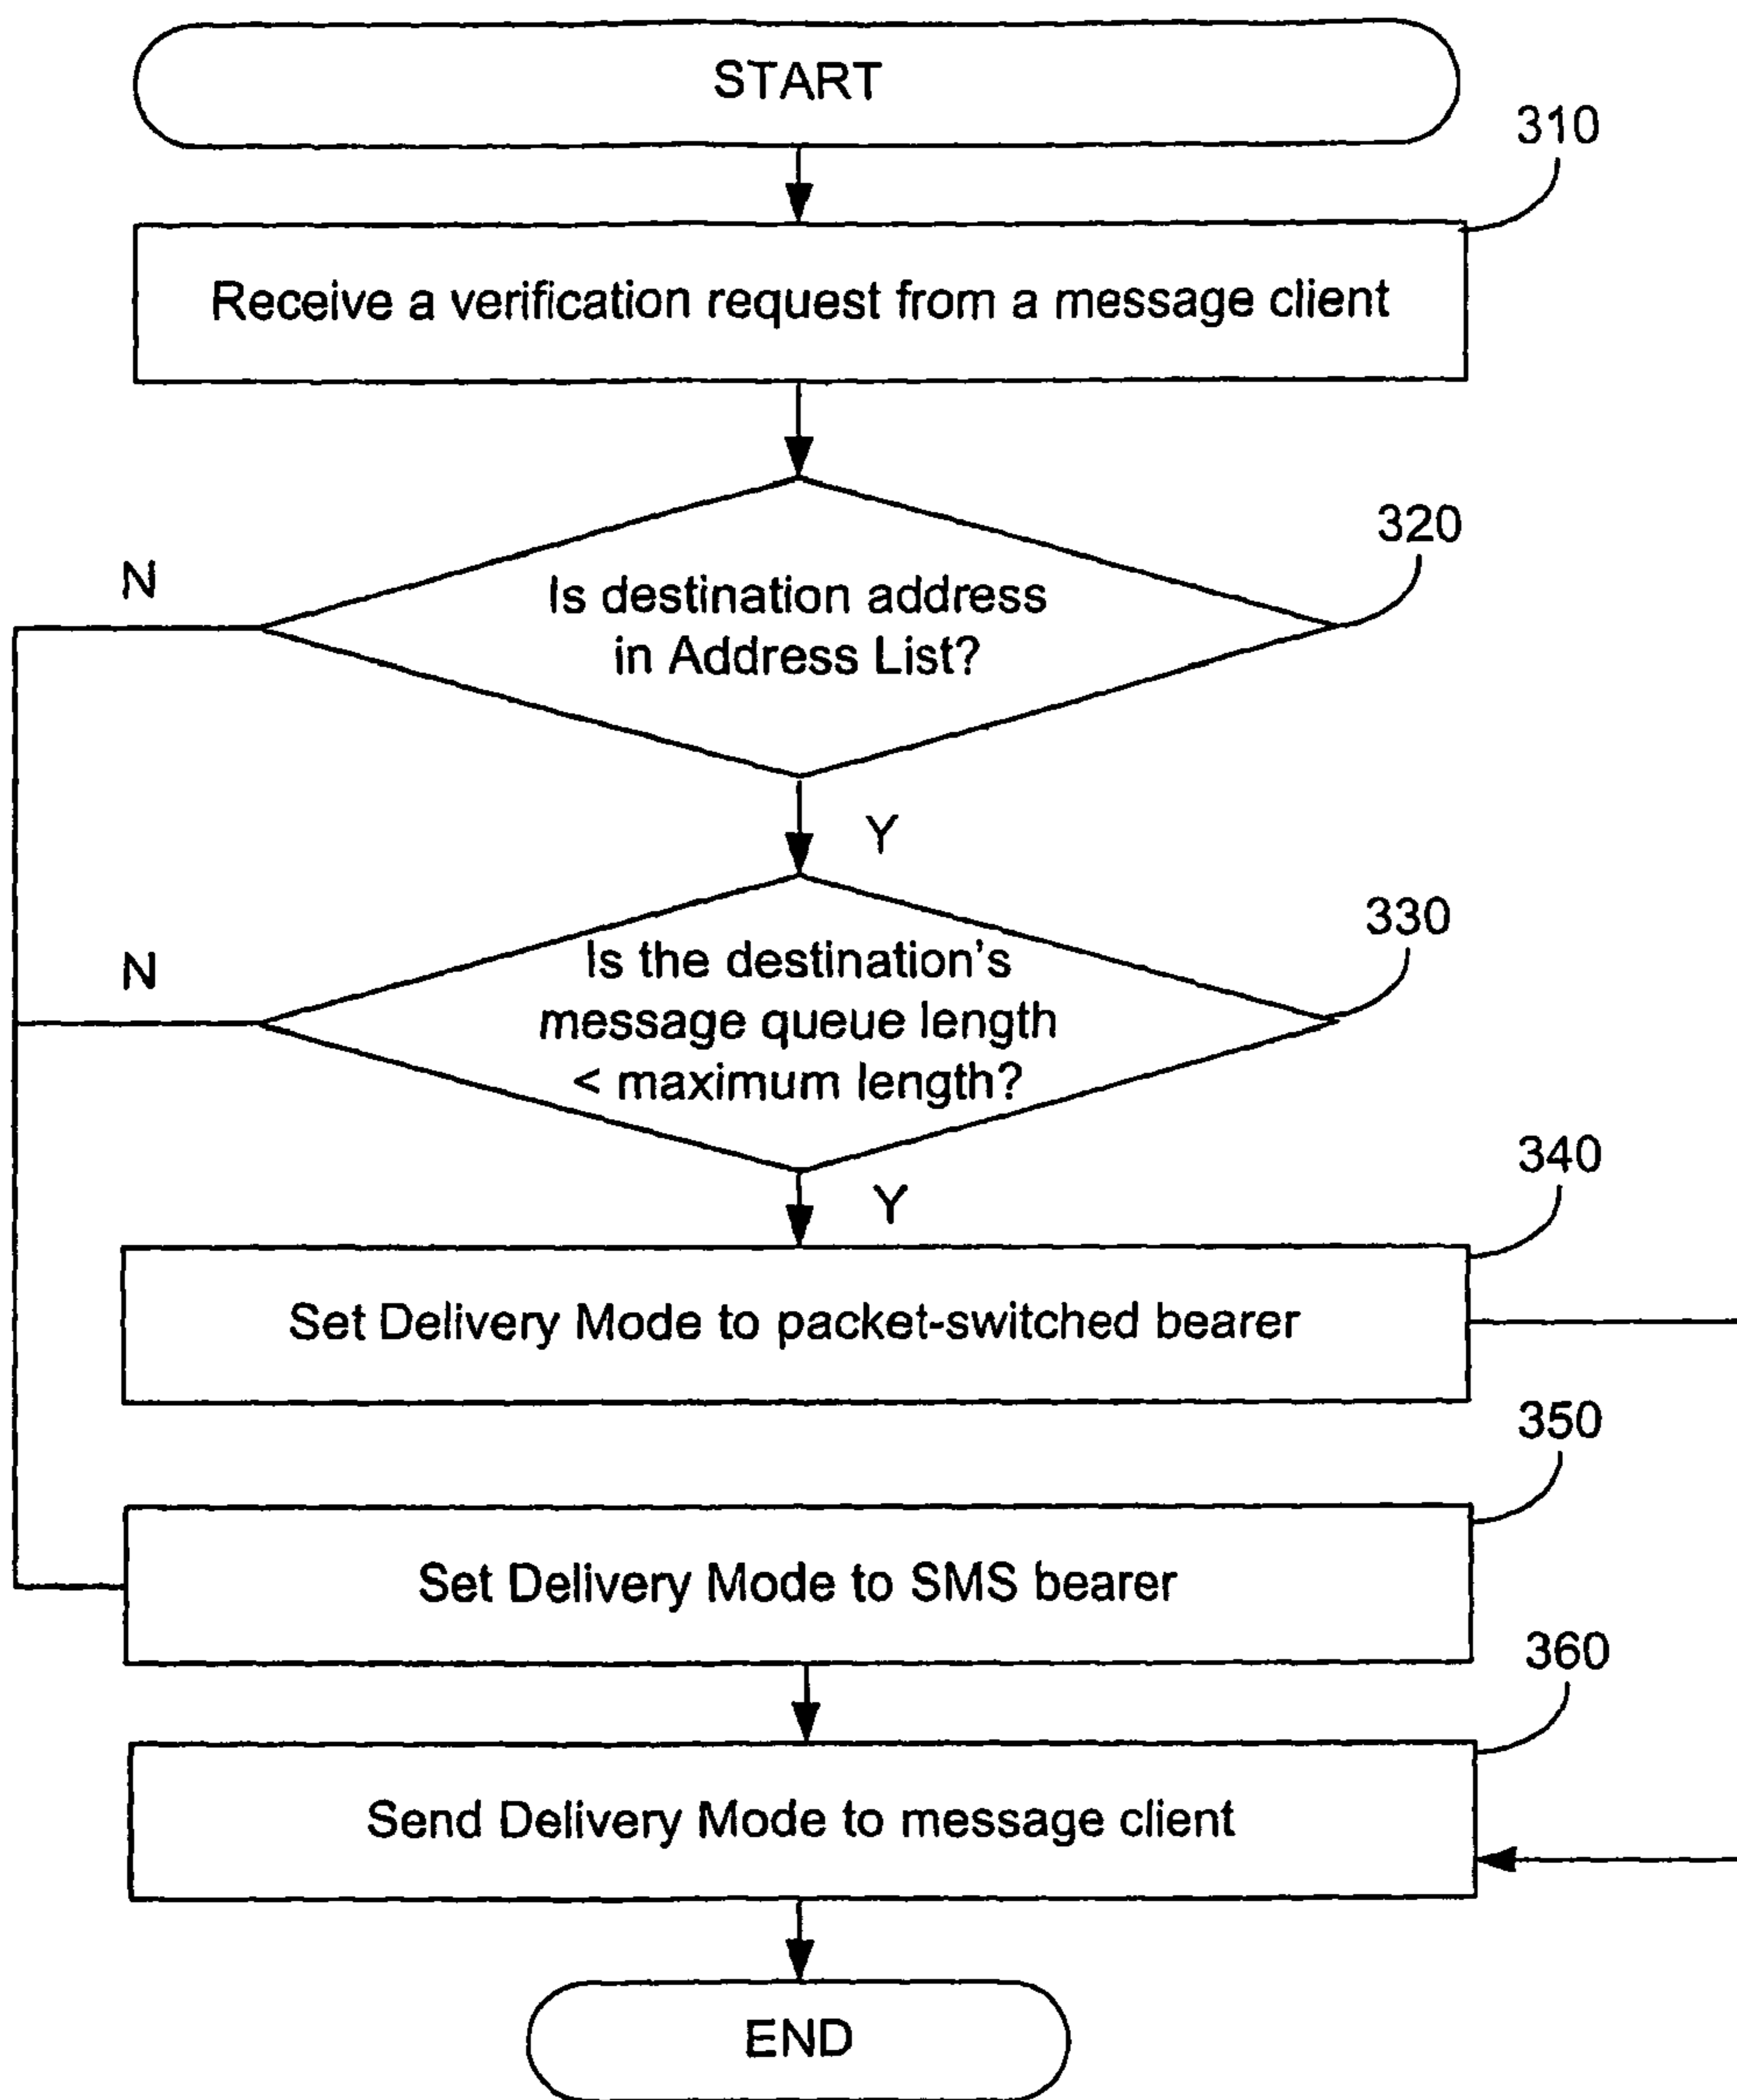 START
310
Receive a verification request from a message client
320
N
Is destination address
in Address List?
Y
330
N
Is the destination's
message queue length
< maximum length?
Y
340
Set Delivery Mode to packet-switched bearer
350
Set Delivery Mode to SMS bearer
360
Send Delivery Mode to message client
END